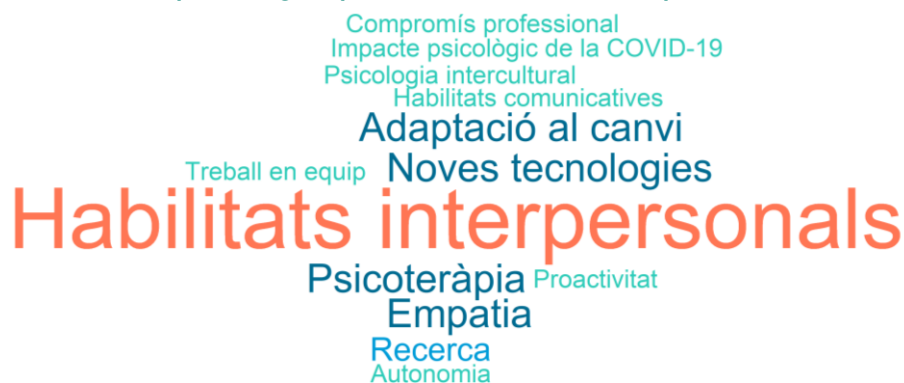 Compromís professional
Impacte psicològic de la COVID-19
Psicologia intercultural
Habilitats comunicatives
Adaptació al canvi
Treball en equip Noves tecnologies
Habilitats interpersonals
Psicoteràpia Proactivitat
Empatia
Recerca
Autonomia